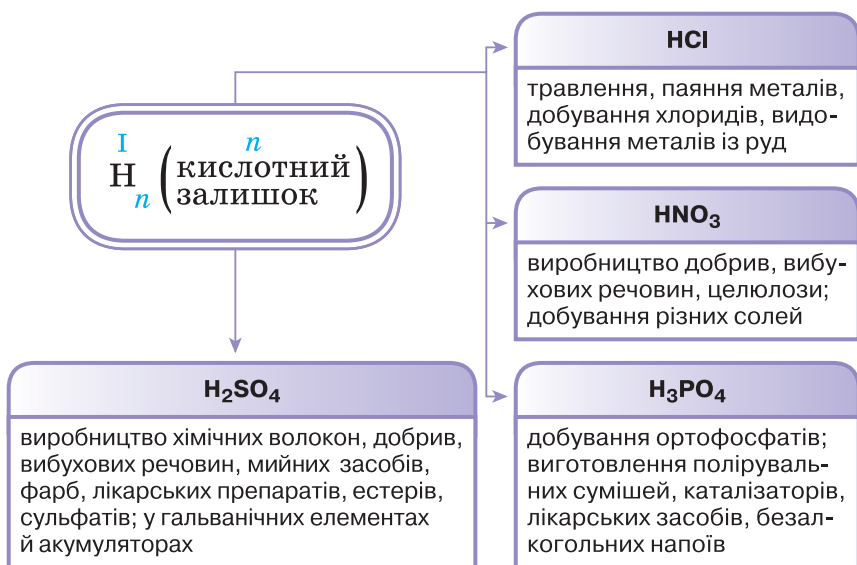 I n
Hn (кислотний
залишок)
HCl
травлення, паяння металів,
добування хлоридів, видо-
бування металів із руд
HNO₃
виробництво добрив, вибу-
хових речовин, целюлози;
добування різних солей
H₂SO₄
виробництво хімічних волокон, добрив,
вибухових речовин, мийних засобів,
фарб, лікарських препаратів, естерів,
сульфатів; у гальванічних елементах
й акумуляторах
H₃PO₄
добування ортофосфатів;
виготовлення поліруваль-
них сумішей, каталізаторів,
лікарських засобів, безал-
когольних напоїв